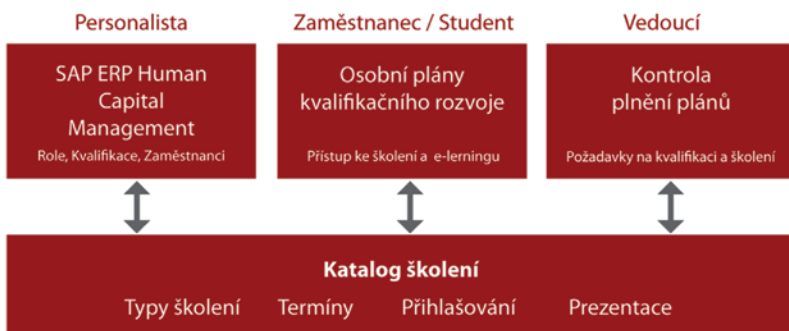 Personalista
Zaměstnanec / Student
Vedoucí
SAP ERP Human
Capital
Management
Role, Kvalifikace, Zaměstnanci
Osobní plány
kvalifikačního rozvoje
Přístup ke školení a e-lerningu
Kontrola
plnění plánů
Požadavky na kvalifikaci a školení
Katalog školení
Typy školení Termíny Přihlašování Prezentace